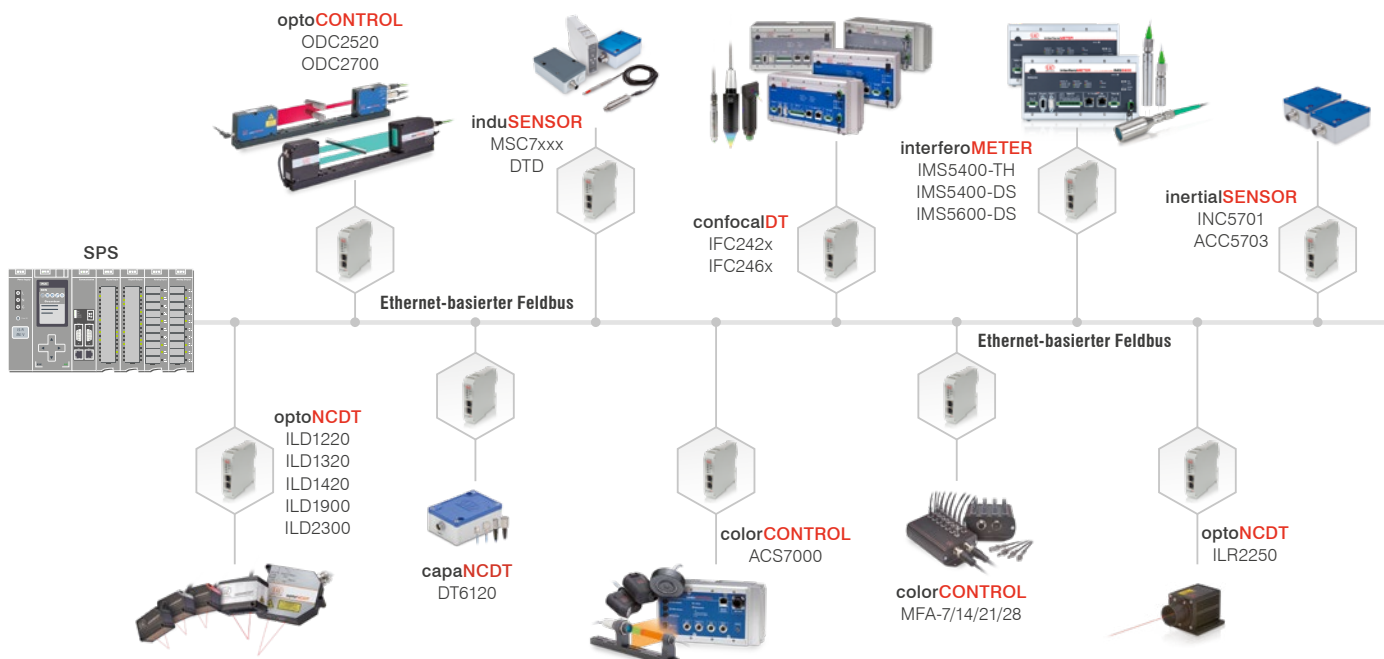 optoCONTROL
ODC2520
ODC2700
induSENSOR
MSC7xxx
DTD
confocalDT
IFC242x
IFC246x
interferoMETER
IMS5400-TH
IMS5400-DS
IMS5600-DS
inertialSENSOR
INC5701
ACC5703
SPS
Ethernet-basierter Feldbus
Ethernet-basierter Feldbus
optoNCDT
ILD1220
ILD1320
ILD1420
ILD1900
ILD2300
capaNCDT
DT6120
colorCONTROL
ACS7000
colorCONTROL
MFA-7/14/21/28
optoNCDT
ILR2250